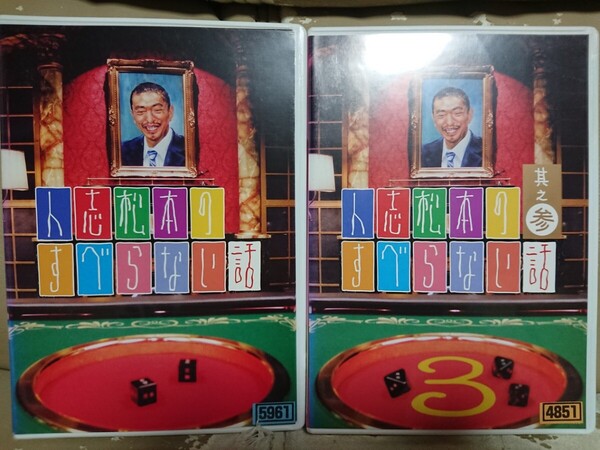 人志松本の
すべらない話
5961
人志松本の
すべらない話
其之参
3
4851